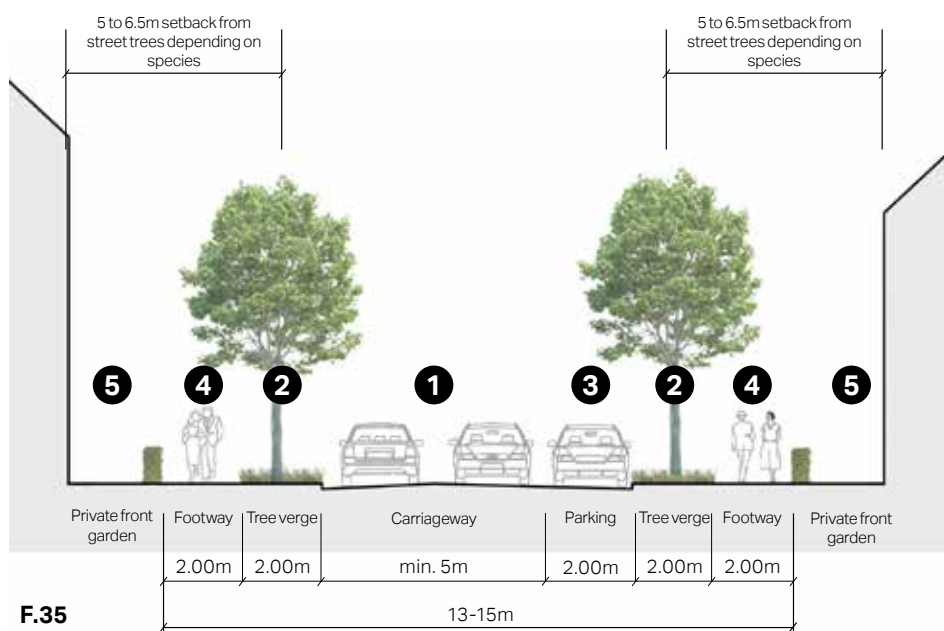 5 to 6.5m setback from
street trees depending on
species
5 to 6.5m setback from
street trees depending on
species
5
4
2
1
3
2
4
5
Private front
garden
Footway
Tree verge
Carriageway
Parking
Tree verge
Footway
Private front
garden
2.00m
2.00m
min. 5m
2.00m
2.00m
2.00m
13-15m
F.35